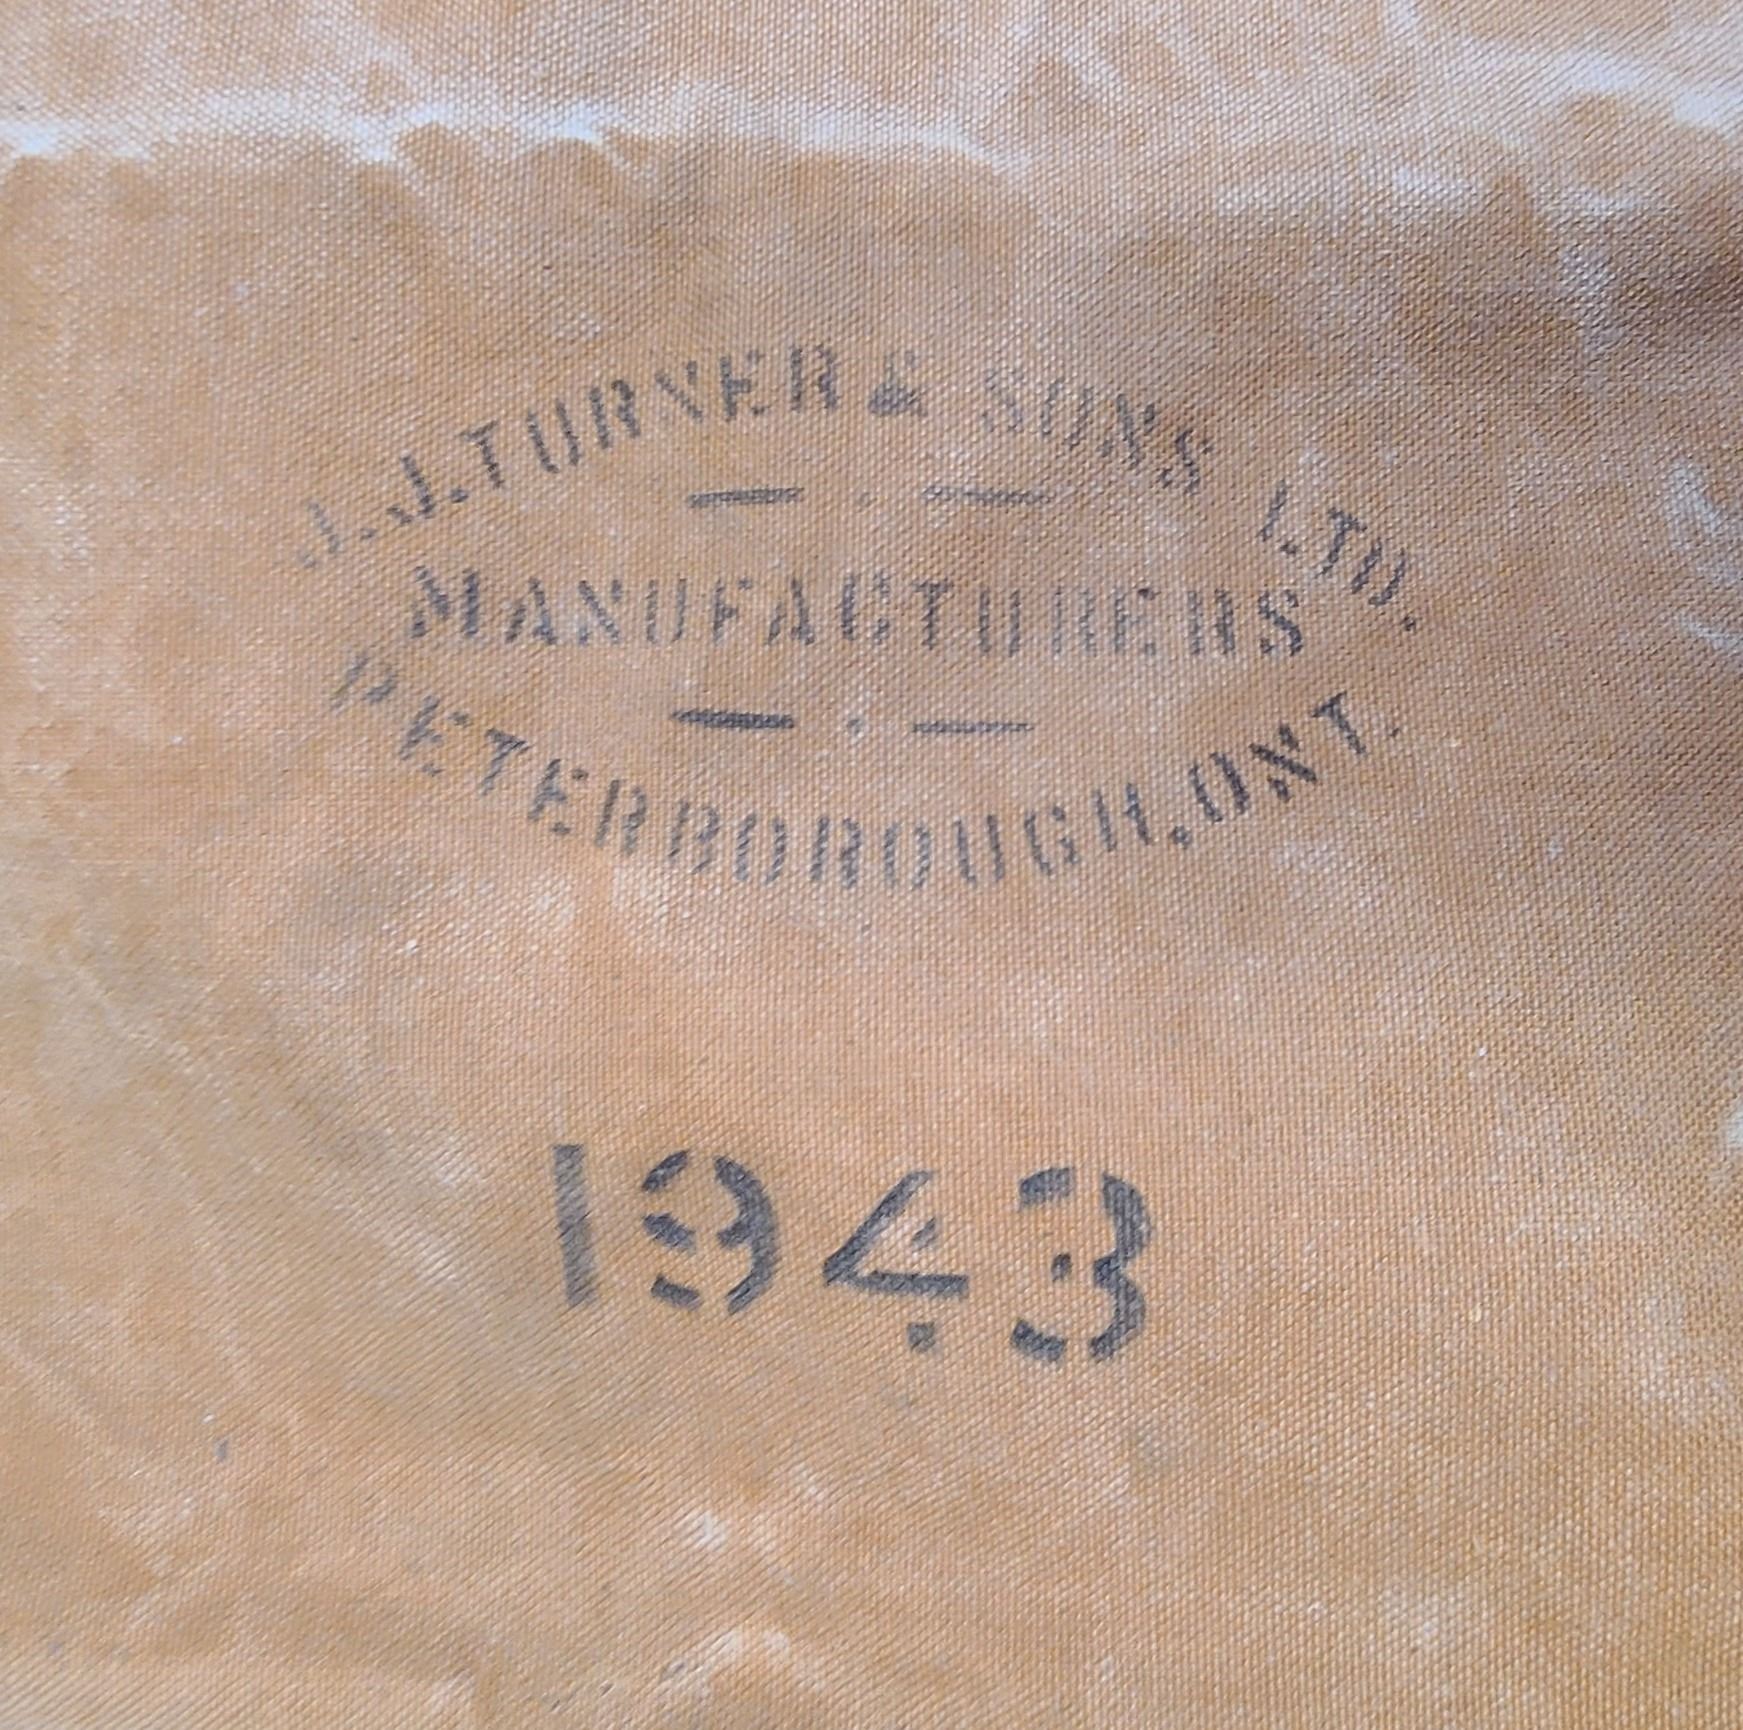 J.J. TURNER & SONS LTD.
MANUFACTURERS
PETERBOROUGH, ONT.
1943